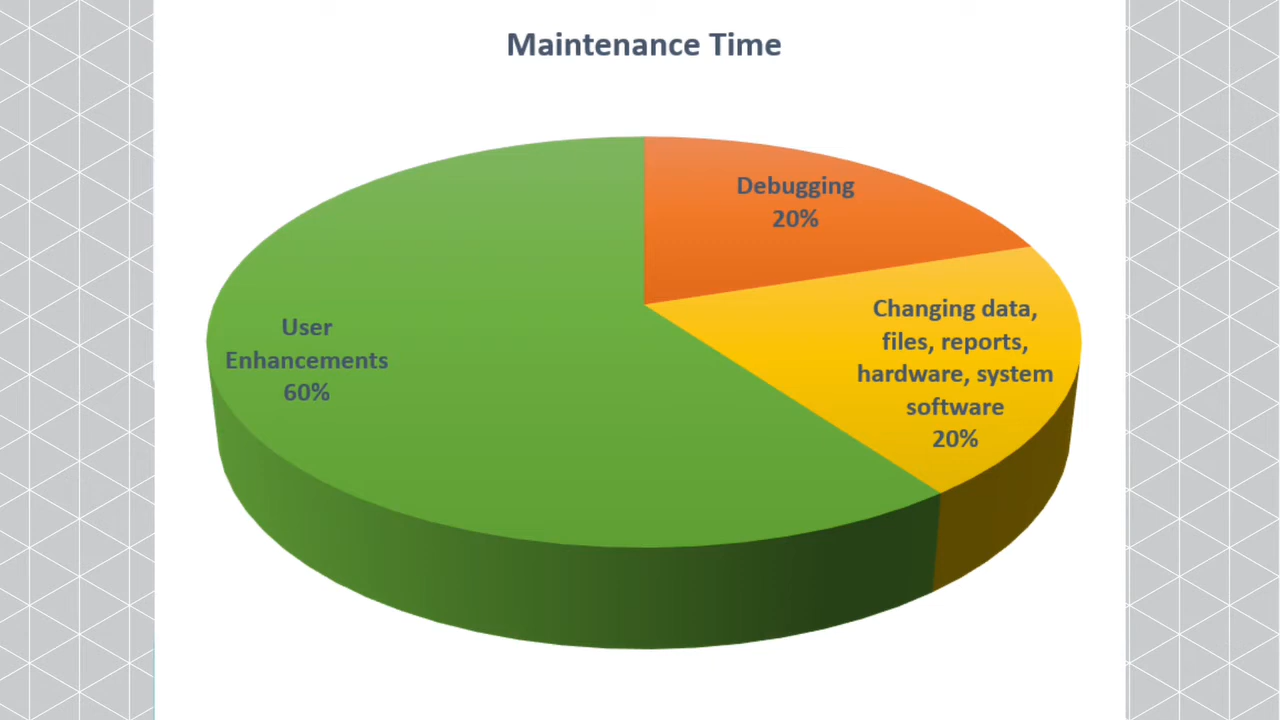 Maintenance Time
Debugging
20%
Changing data,
files, reports,
hardware, system
software
20%
User
Enhancements
60%